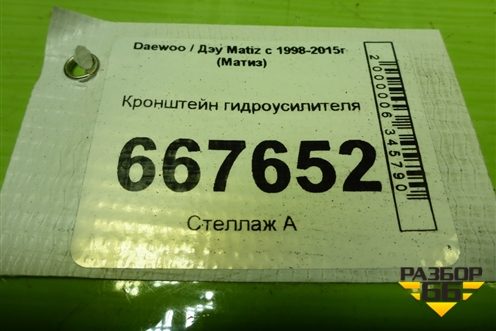 Daewoo / Дэу Matiz с 1998-2015г
(Матиз)
Кронштейн гидроусилителя
667652
Стеллаж А
2000006345790
РАЗБОР
66